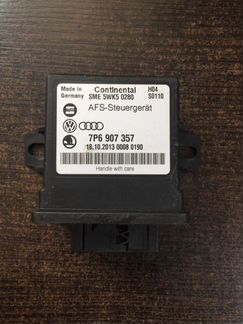 Made in Germany
Continental
SME 5WK5 0280
H04
S0110
AFS-Steuergerät
7P6 907 357
18.10.2013 0008 0190
Handle with care